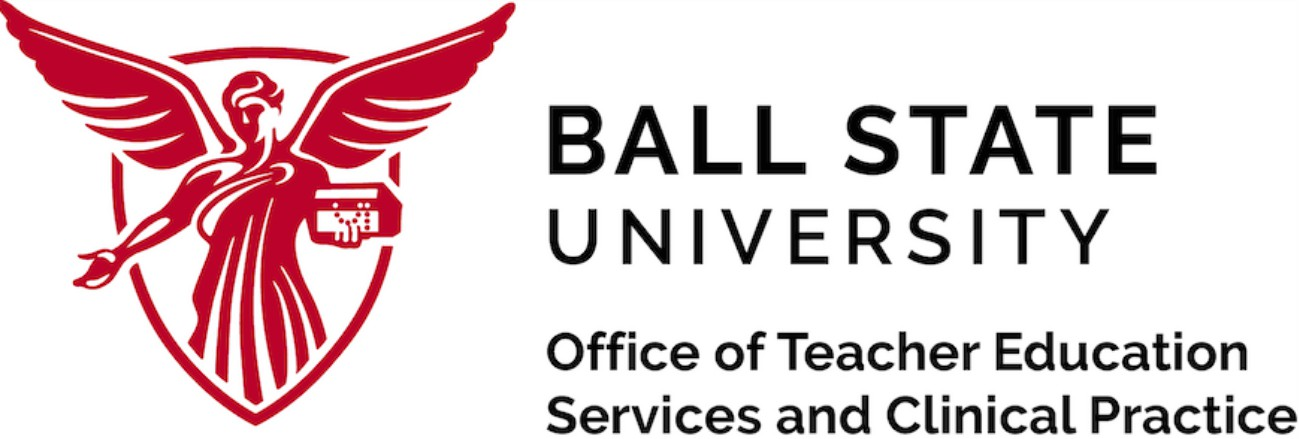 BALL STATE
UNIVERSITY
Office of Teacher Education
Services and Clinical Practice